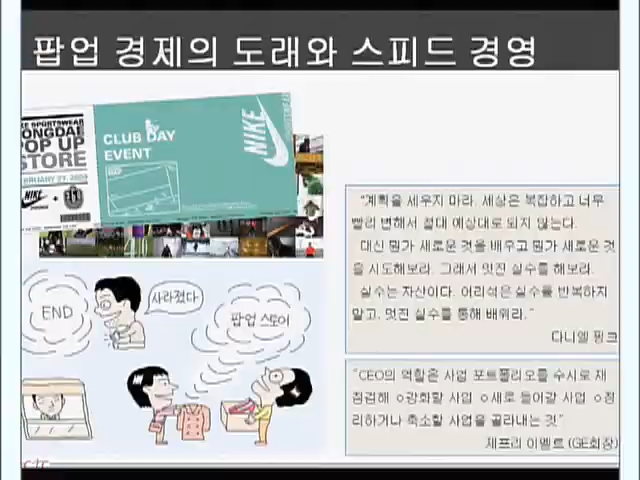 팝업 경제의 도래와 스피드 경영
E SPORTSWEAR
ONGDAE
POP UP
STORE
BRUARY 27, 2009
NIKE
CLUB DAY
EVENT
NIKE
"계획을 세우지 마라. 세상은 복잡하고 너무
빨리 변해서 절대 예상대로 되지 않는다.
대신 뭔가 새로운 것을 배우고 뭔가 새로운 것
을 시도해보라. 그래서 멋진 실수를 해보라.
실수는 자산이다. 어리석은 실수를 반복하지
말고, 멋진 실수를 통해 배워라."
다니엘 핑크
END
사라졌다
팝업 스토어
"CEO의 역할은 사업 포트폴리오를 수시로 재
점검해 o강화할 사업 o새로 들어갈 사업 o정
리하거나 축소할 사업을 골라내는 것"
제프리 이멜트 (GE회장)